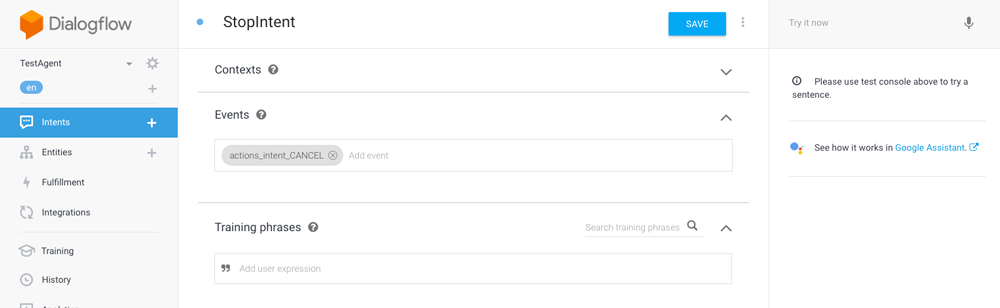 Dialogflow
StopIntent
SAVE
Try it now
TestAgent
en
Contexts
Please use test console above to try a
sentence.
Events
Intents
actions_intent_CANCEL
Add event
See how it works in Google Assistant.
Entities
Fulfillment
Integrations
Training phrases
Search training phrases
Training
Add user expression
History